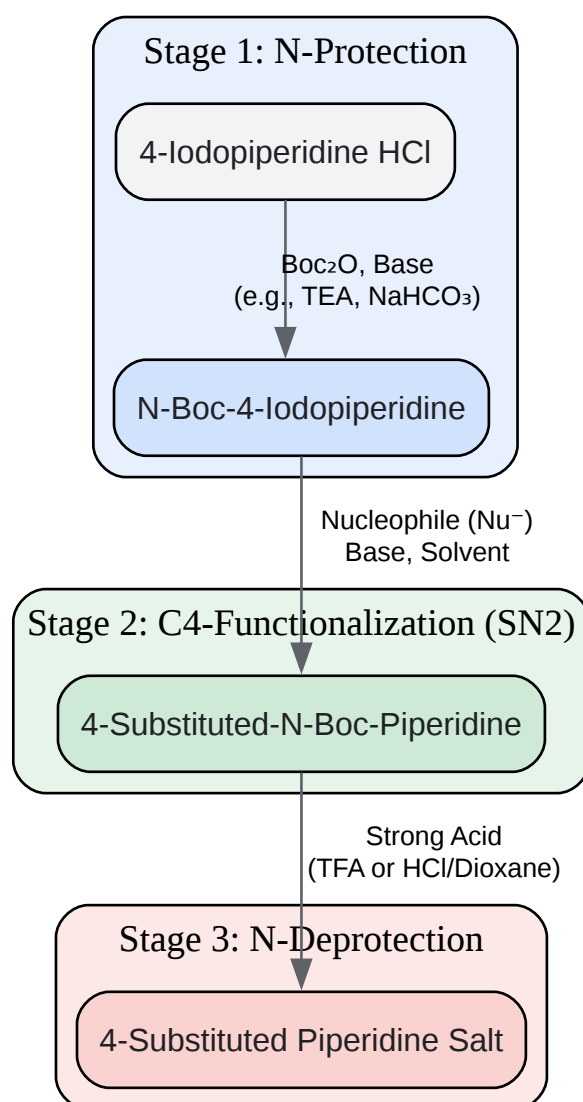 Stage 1: N-Protection
4-Iodopiperidine HCl
Boc₂O, Base
(e.g., TEA, NaHCO₃)
N-Boc-4-Iodopiperidine
Nucleophile (Nu⁻)
Base, Solvent
Stage 2: C4-Functionalization (SN2)
4-Substituted-N-Boc-Piperidine
Strong Acid
(TFA or HCl/Dioxane)
Stage 3: N-Deprotection
4-Substituted Piperidine Salt